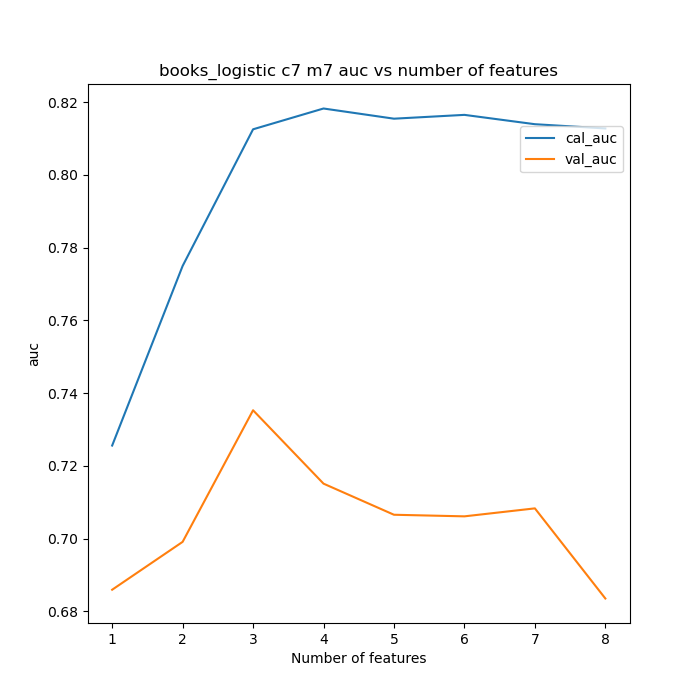 books_logistic c7 m7 auc vs number of features
0.82
0.80
0.78
0.76
0.74
0.72
0.70
0.68
auc
cal_auc
val_auc
1 2 3 4 5 6 7 8
Number of features